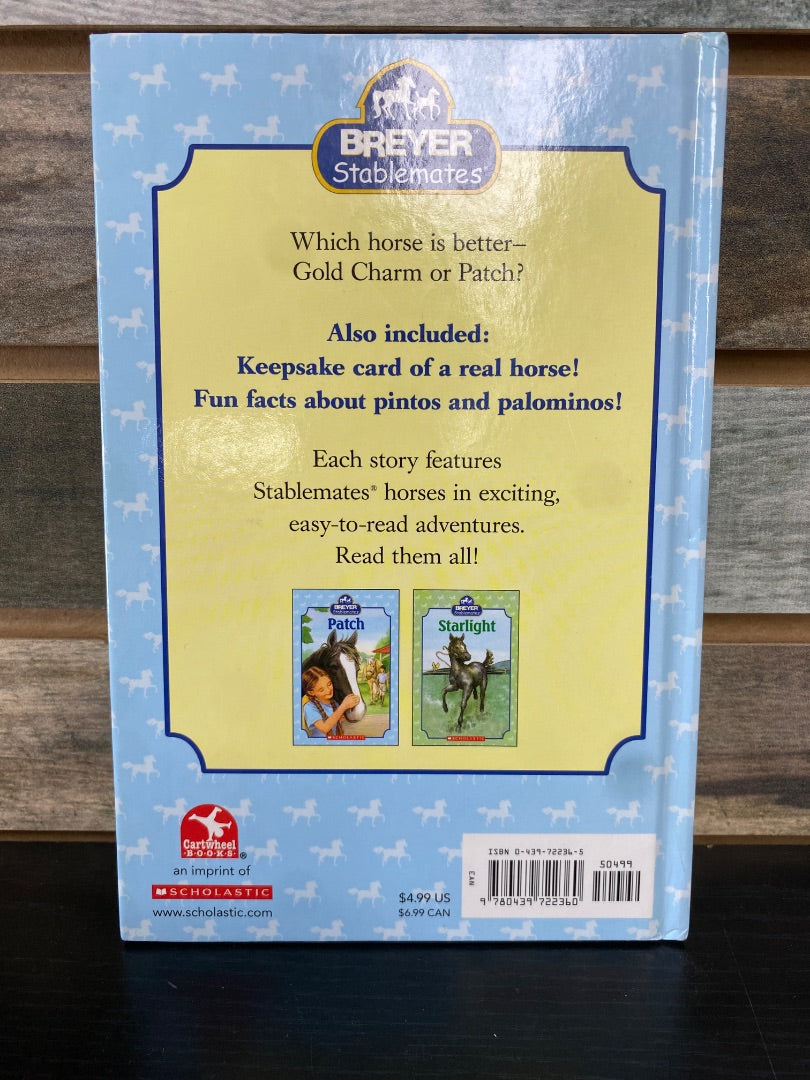 BREYER®
Stablemates®
Which horse is better–
Gold Charm or Patch?
Also included:
Keepsake card of a real horse!
Fun facts about pintos and palominos!
Each story features
Stablemates® horses in exciting,
easy-to-read adventures.
Read them all!
BREYER
Stablemates
Patch
SCHOLASTIC
BREYER
Stablemates
Starlight
SCHOLASTIC
Cartwheel
·BOOKS·®
an imprint of
SCHOLASTIC
www.scholastic.com
$4.99 US
$6.99 CAN
ISBN 0-439-72236-5
50499
EAN
9 780439 722360